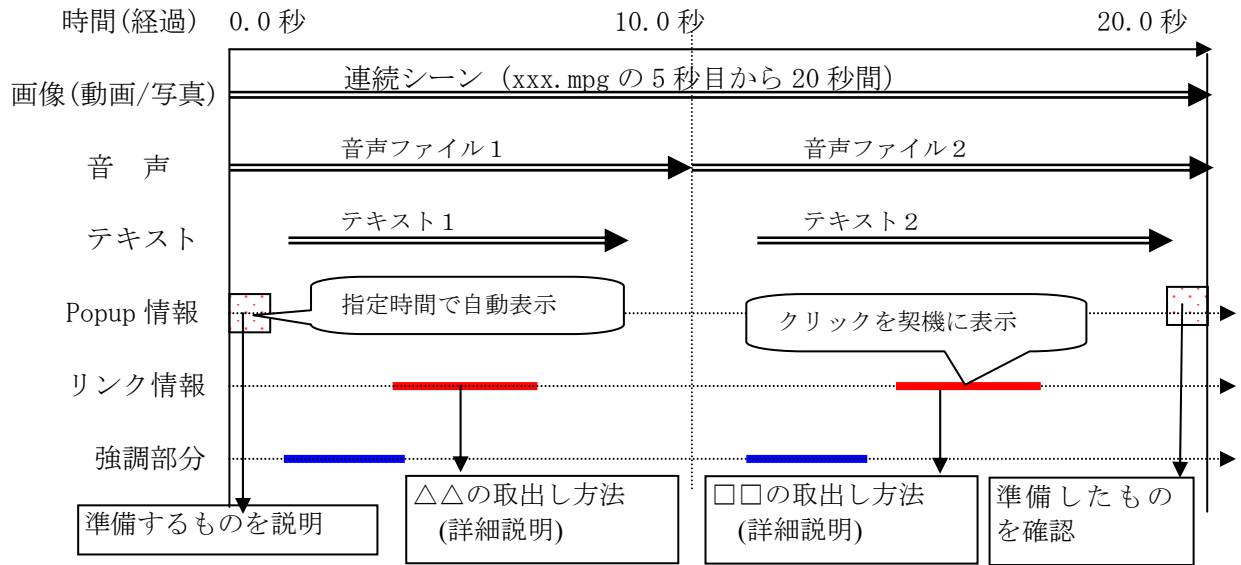 時間(経過) 0.0秒 10.0秒 20.0秒
画像(動画/写真) 連続シーン (xxx.mpgの5秒目から20秒間)
音 声 音声ファイル1 音声ファイル2
テキスト テキスト1 テキスト2
Popup情報 指定時間で自動表示 クリックを契機に表示
リンク情報
強調部分
準備するものを説明
△△の取出し方法
(詳細説明)
□□の取出し方法
(詳細説明)
準備したもの
を確認